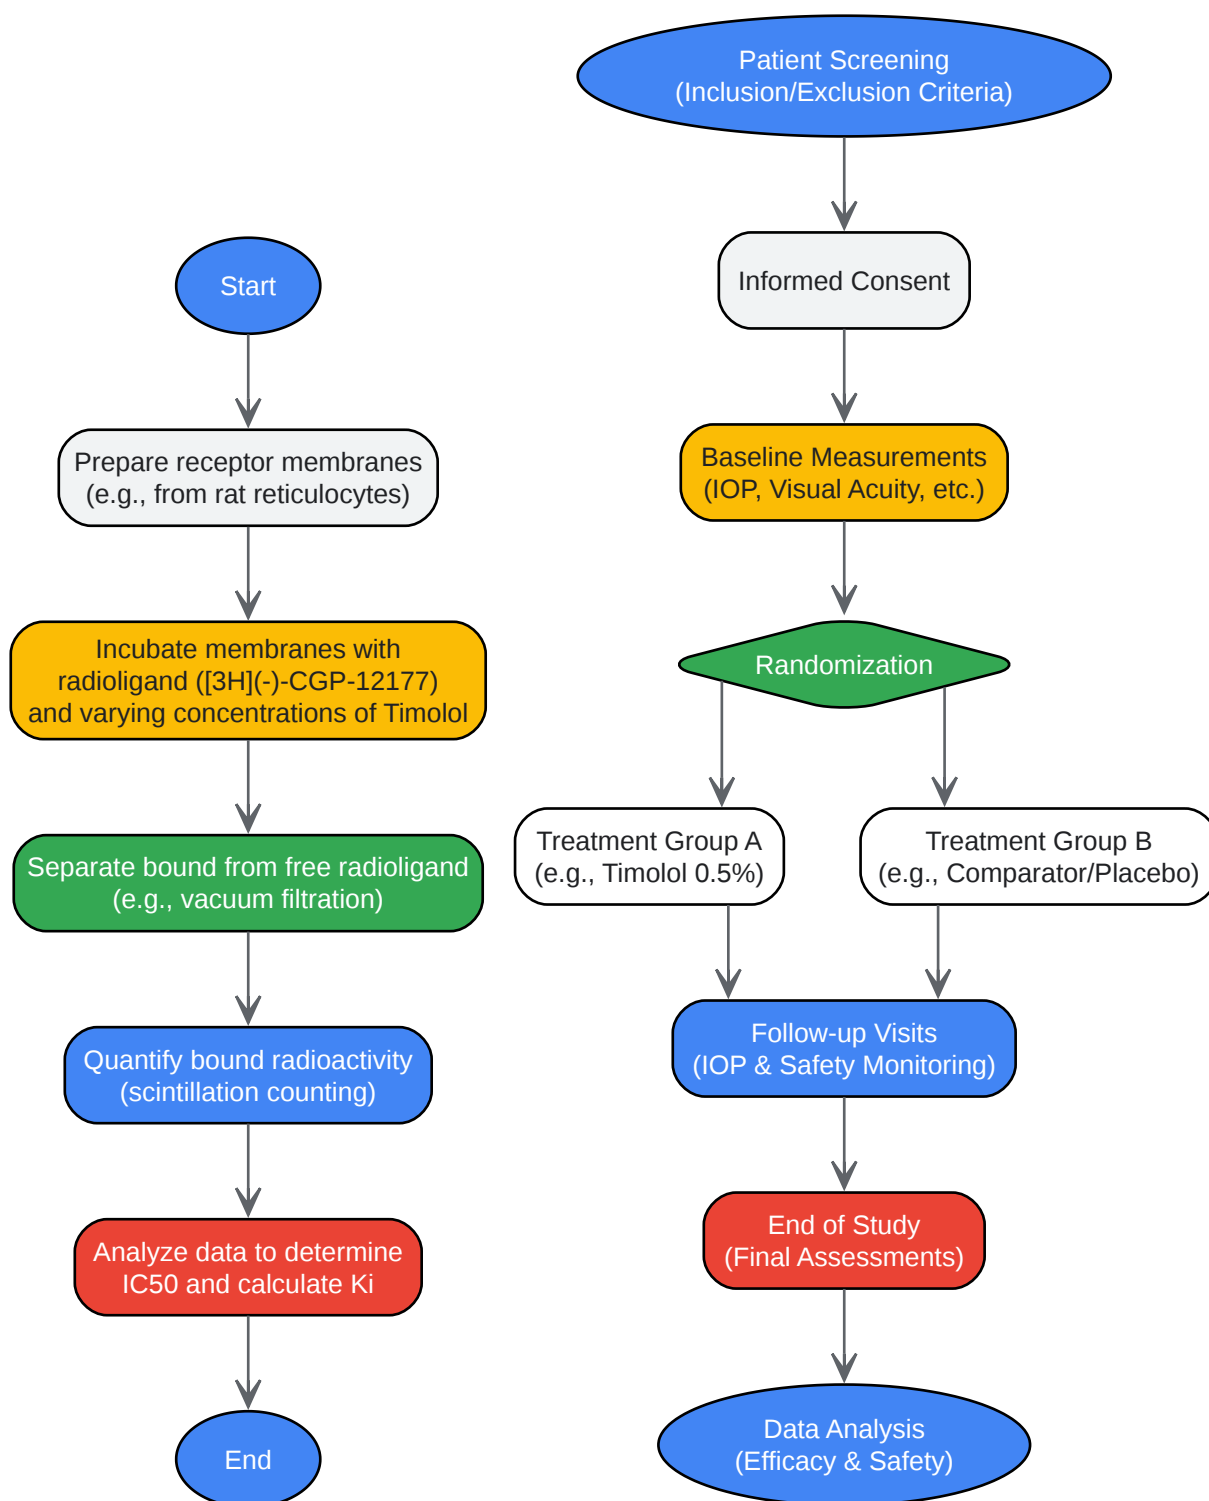 Start
Prepare receptor membranes
(e.g., from rat reticulocytes)
Incubate membranes with
radioligand ([3H](-)-CGP-12177)
and varying concentrations of Timolol
Separate bound from free radioligand
(e.g., vacuum filtration)
Quantify bound radioactivity
(scintillation counting)
Analyze data to determine
IC50 and calculate Ki
End
Patient Screening
(Inclusion/Exclusion Criteria)
Informed Consent
Baseline Measurements
(IOP, Visual Acuity, etc.)
Randomization
Treatment Group A
(e.g., Timolol 0.5%)
Treatment Group B
(e.g., Comparator/Placebo)
Follow-up Visits
(IOP & Safety Monitoring)
End of Study
(Final Assessments)
Data Analysis
(Efficacy & Safety)